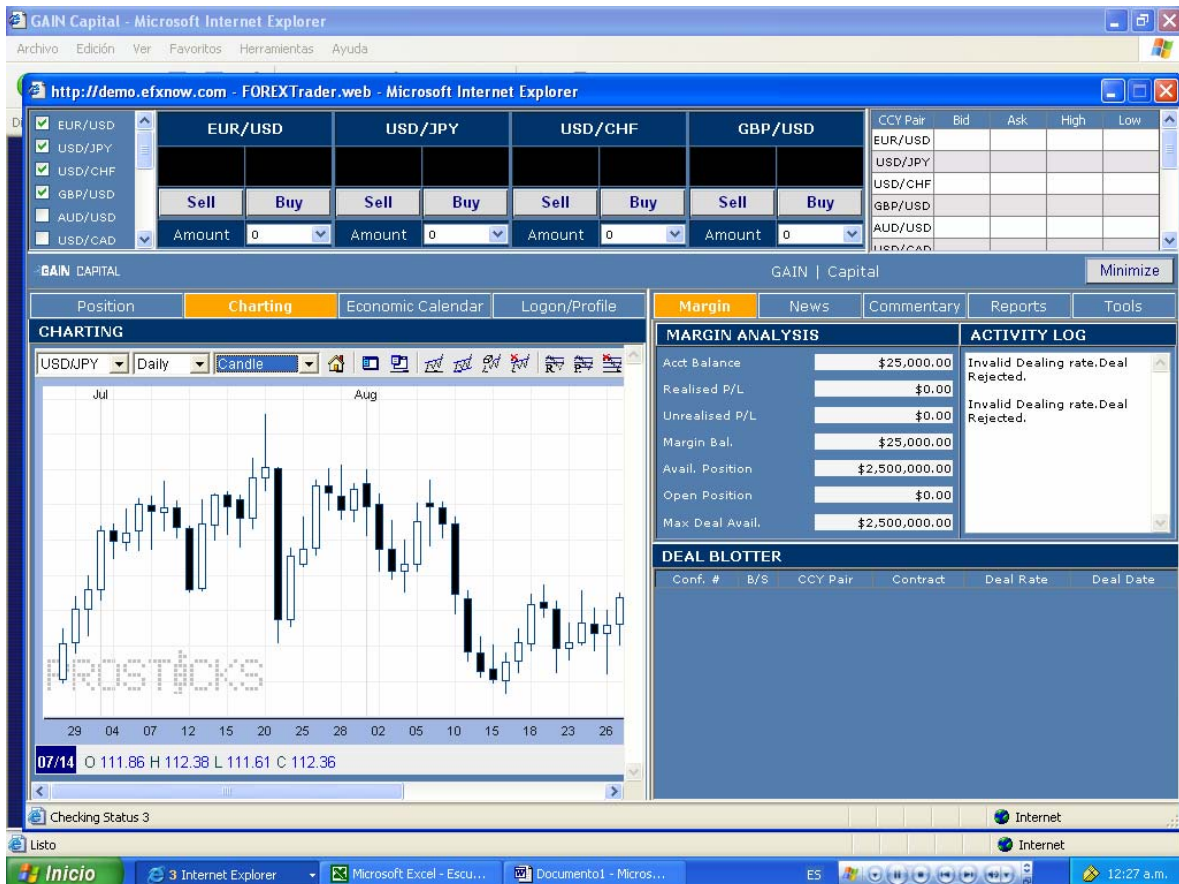 GAIN Capital - Microsoft Internet Explorer
Archivo Edición Ver Favoritos Herramientas Ayuda
http://demo.efxnow.com - FOREXTrader.web - Microsoft Internet Explorer
EUR/USD
USD/JPY
USD/CHF
GBP/USD
AUD/USD
USD/CAD
EUR/USD USD/JPY USD/CHF GBP/USD
Sell Buy Sell Buy Sell Buy Sell Buy
Amount 0 Amount 0 Amount 0 Amount 0
CCY Pair Bid Ask High Low
EUR/USD
USD/JPY
USD/CHF
GBP/USD
AUD/USD
USD/CAD
GAIN CAPITAL GAIN | Capital Minimize
Position Charting Economic Calendar Logon/Profile
CHARTING
USD/JPY Daily Candle
Jul Aug
PROSTICKS
29 04 07 12 15 20 25 28 02 05 10 15 18 23 26
07/14 O 111.86 H 112.38 L 111.61 C 112.36
Margin News Commentary Reports Tools
MARGIN ANALYSIS
Acct Balance $25,000.00
Realised P/L $0.00
Unrealised P/L $0.00
Margin Bal. $25,000.00
Avail. Position $2,500,000.00
Open Position $0.00
Max Deal Avail. $2,500,000.00
ACTIVITY LOG
Invalid Dealing rate.Deal
Rejected.
Invalid Dealing rate.Deal
Rejected.
DEAL BLOTTER
Conf. # B/S CCY Pair Contract Deal Rate Deal Date
Checking Status 3 Internet
Listo Internet
Inicio 3 Internet Explorer Microsoft Excel - Escu... Documento1 - Micros... ES 12:27 a.m.